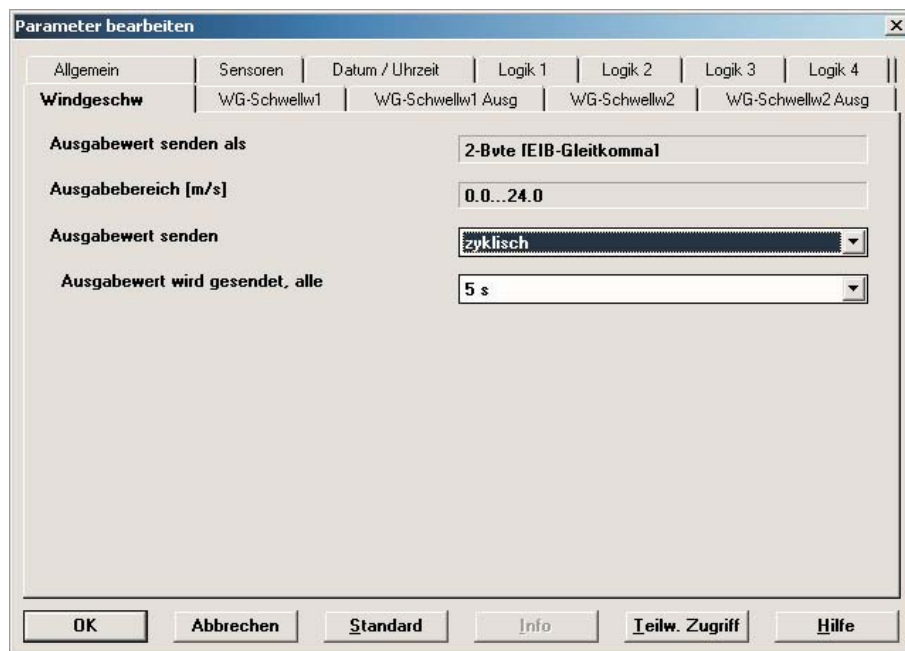 Parameter bearbeiten
Allgemein Sensoren Datum / Uhrzeit Logik 1 Logik 2 Logik 3 Logik 4
Windgeschw WG-Schwellw1 WG-Schwellw1 Ausg WG-Schwellw2 WG-Schwellw2 Ausg
Ausgabewert senden als 2-Byte [EIB-Gleitkomma]
Ausgabebereich [m/s] 0.0...24.0
Ausgabewert senden zyklisch
Ausgabewert wird gesendet, alle 5 s
OK Abbrechen Standard Info Teilw. Zugriff Hilfe